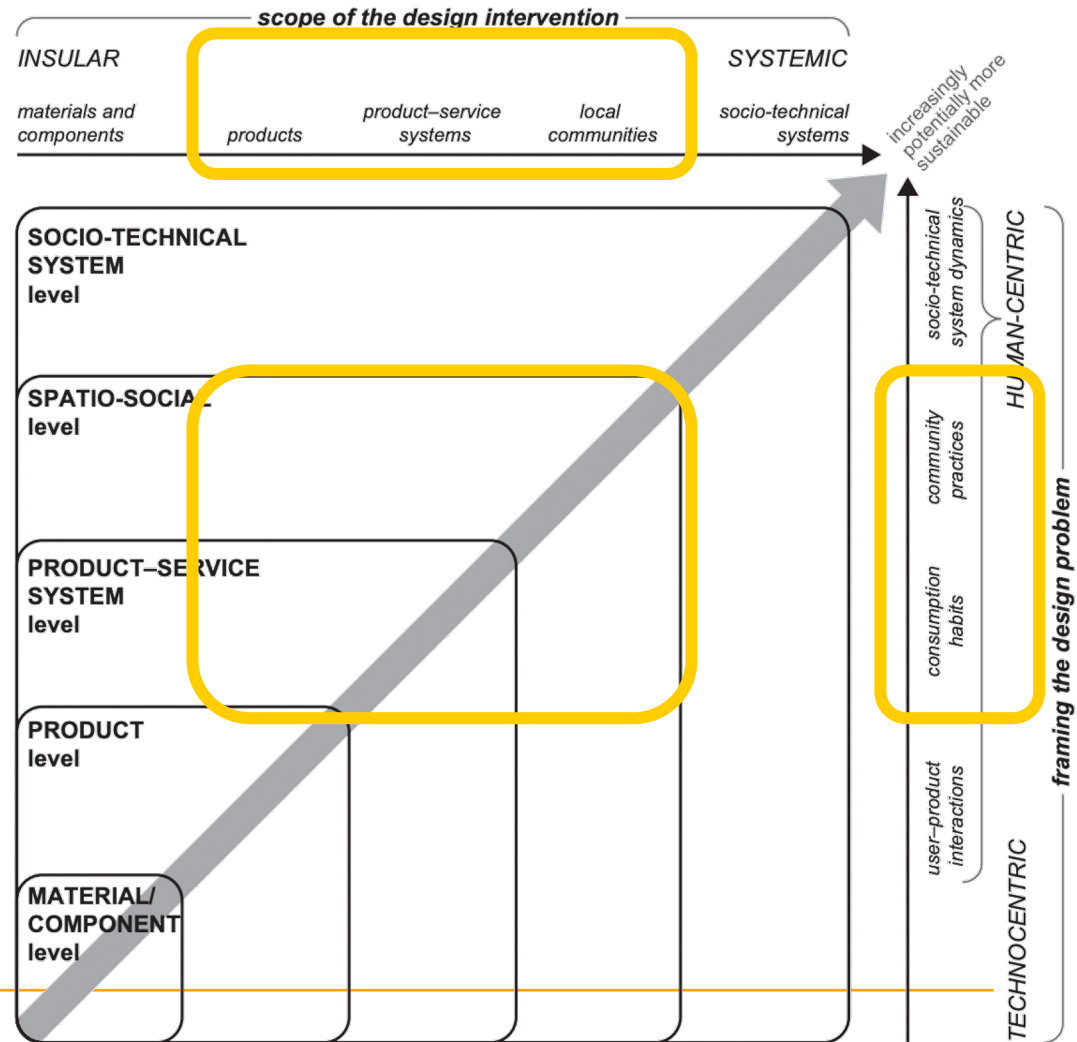 scope of the design intervention
INSULAR
SYSTEMIC
materials and
components
products
product–service
systems
local
communities
socio-technical
systems
increasingly
potentially more
sustainable
SOCIO-TECHNICAL
SYSTEM
level
SPATIO-SOCIAL
level
PRODUCT–SERVICE
SYSTEM
level
PRODUCT
level
MATERIAL/
COMPONENT
level
socio-technical
system dynamics
community
practices
consumption
habits
user–product
interactions
HUMAN-CENTRIC
TECHNOCENTRIC
framing the design problem